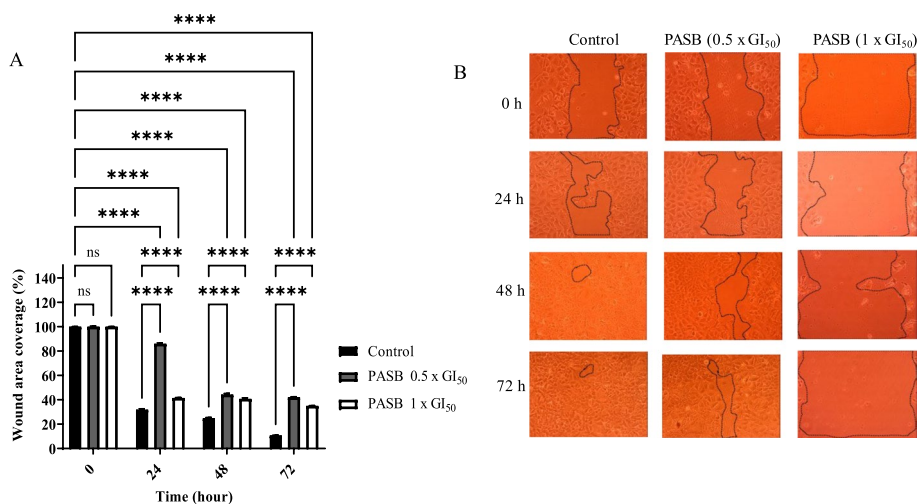 A
****
****
****
****
****
****
ns
ns
****
****
****
****
****
****
Wound area coverage (%)
140
120
100
80
60
40
20
0
0
24
48
72
Time (hour)
Control
PASB 0.5 x GI50
PASB 1 x GI50
B
Control
PASB (0.5 x GI50)
PASB (1 x GI50)
0 h
24 h
48 h
72 h